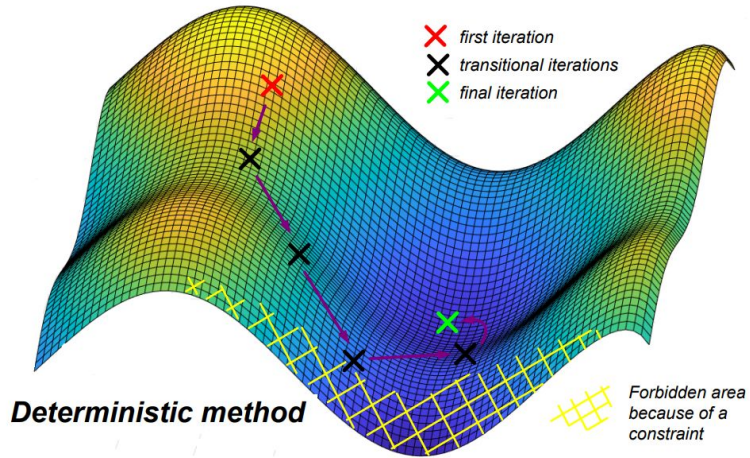 first iteration
transitional iterations
final iteration
Deterministic method
Forbidden area
because of a
constraint